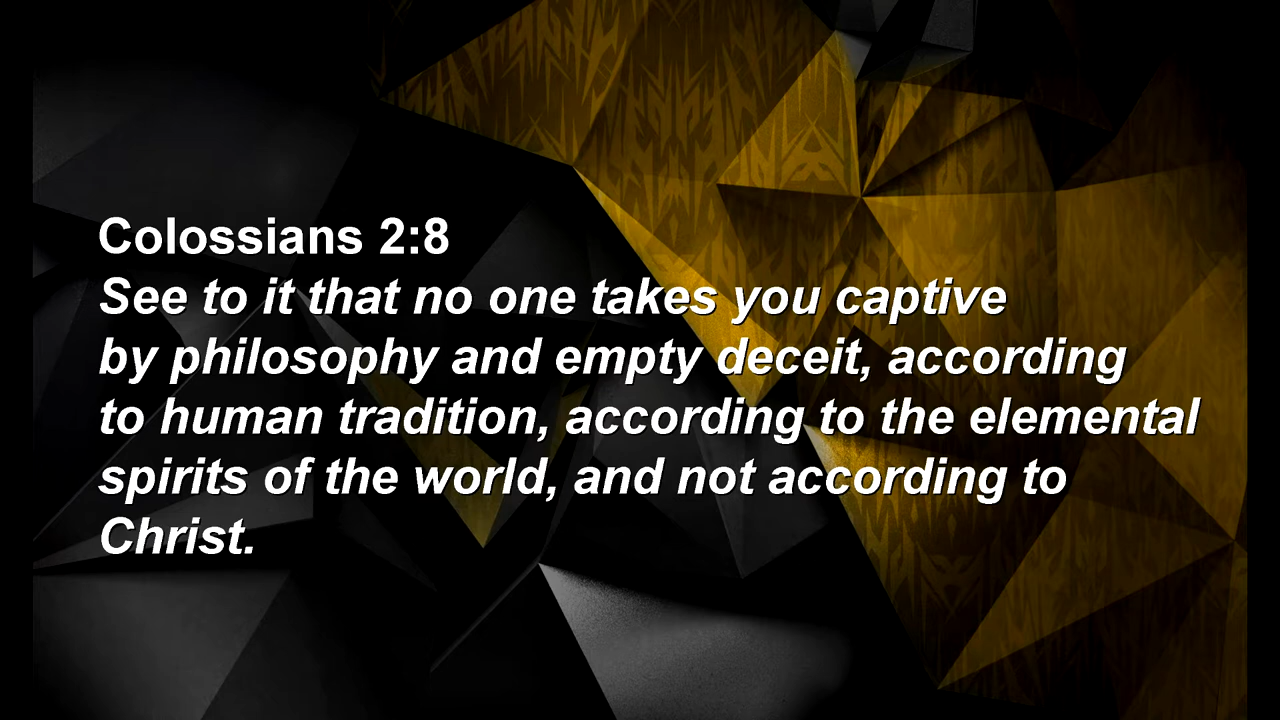 Colossians 2:8
See to it that no one takes you captive
by philosophy and empty deceit, according
to human tradition, according to the elemental
spirits of the world, and not according to
Christ.